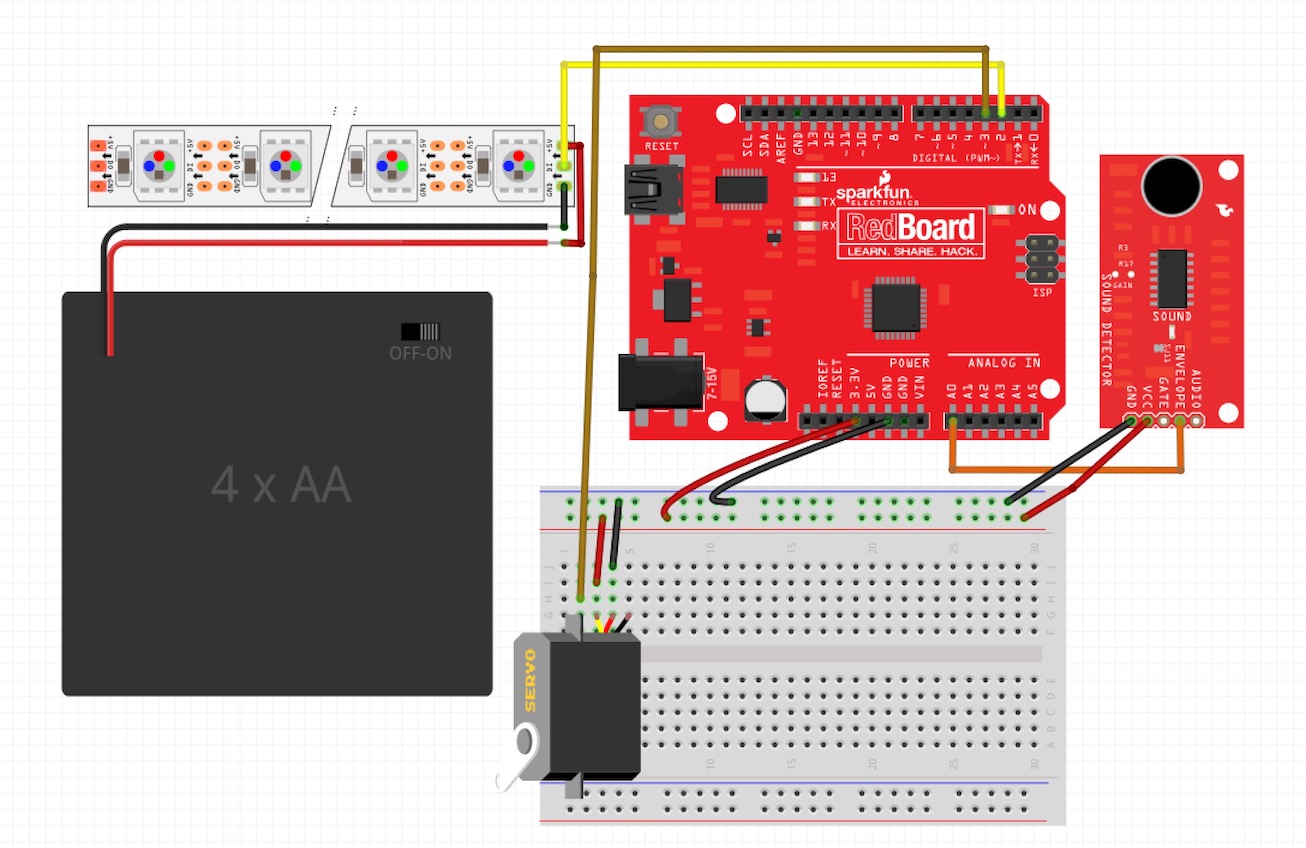 +5V
DI
GND
+5V
DO
GND
OFF-ON
4 x AA
RESET
SCL
SDA
AREF
GND
13
12
~11
~10
~9
8
7
~6
~5
4
~3
2
TX→1
RX←0
DIGITAL (PWM~)
13
TX
RX
sparkfun
ELECTRONICS
RedBoard
LEARN. SHARE. HACK.
ON
ISP
7-15V
POWER
ANALOG IN
IOREF
RESET
3.3V
5V
GND
GND
VIN
A0
A1
A2
A3
A4
A5
R3
R17
GAIN
SOUND DETECTOR
SOUND
GND
VCC
GATE
ENVELOPE
AUDIO
1
5
10
15
20
25
30
J
I
H
G
F
E
D
C
B
A
10
15
20
25
30
SERVO